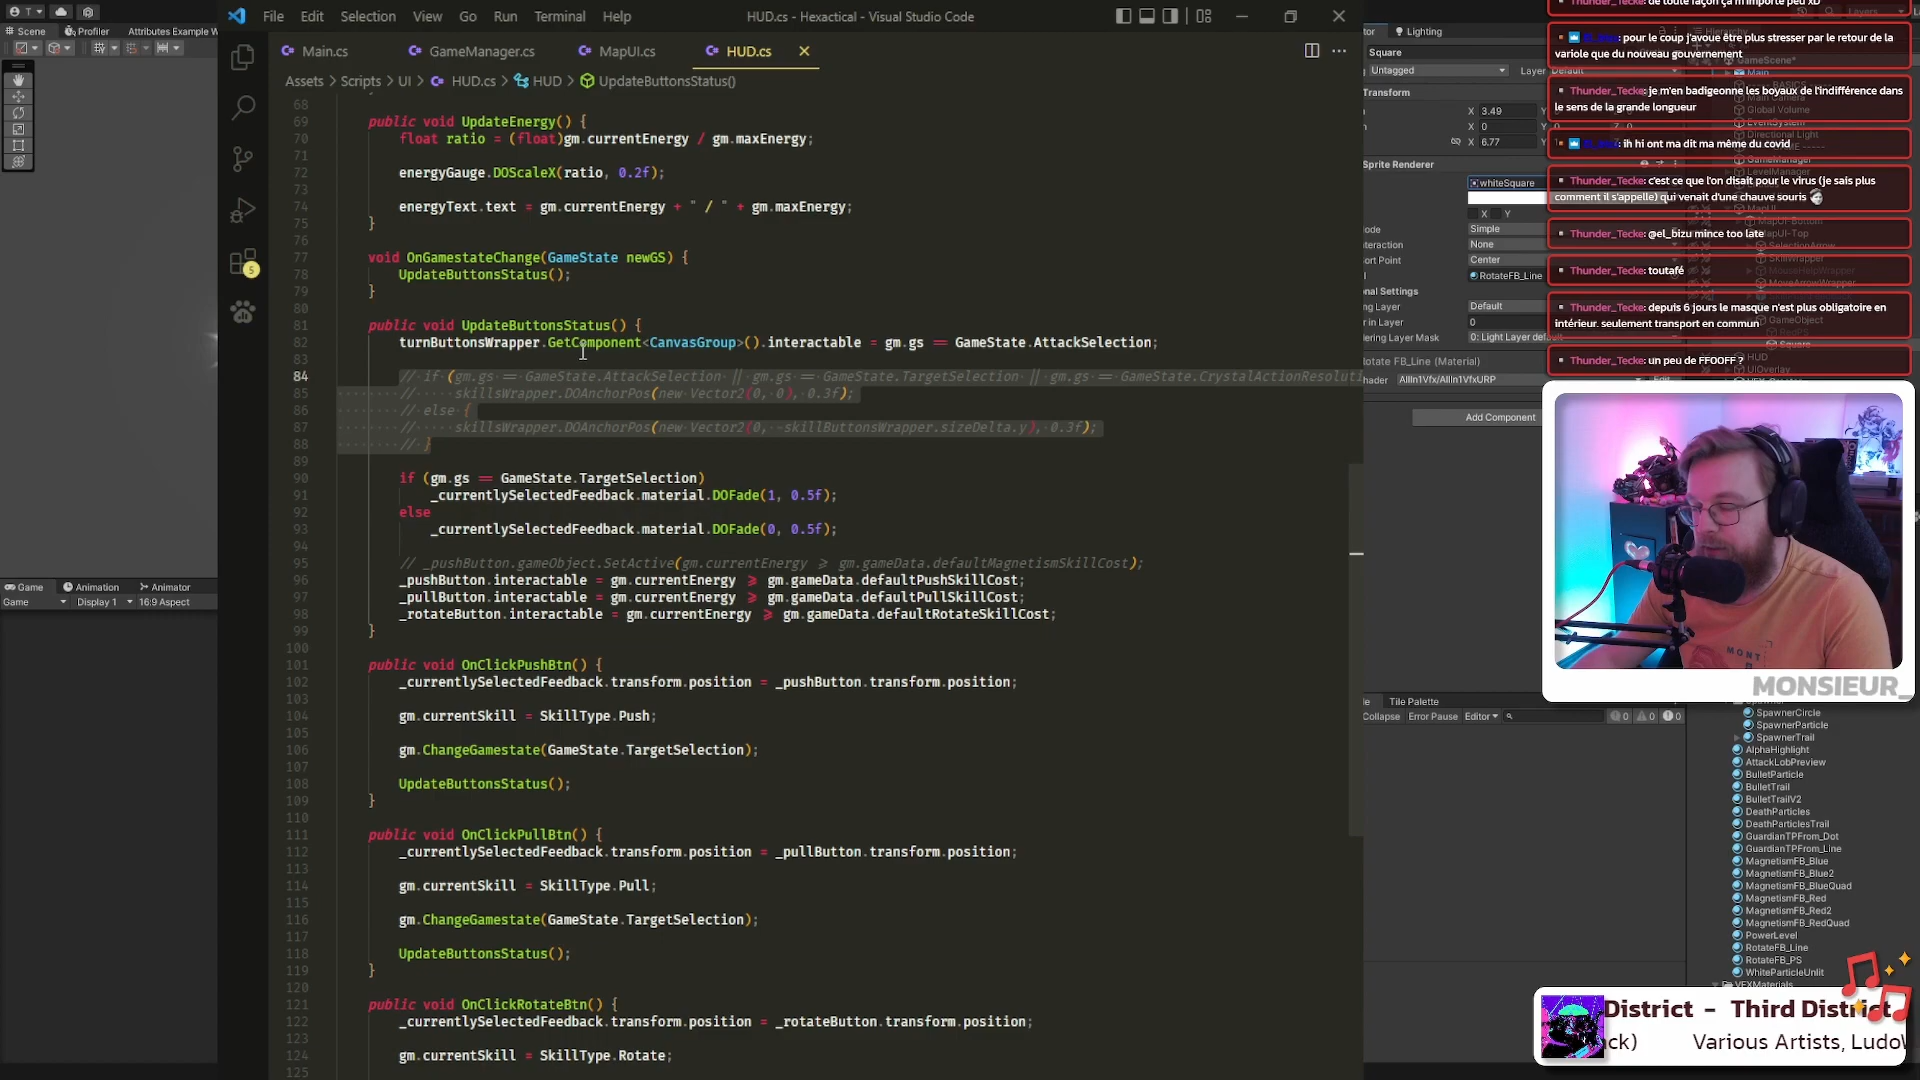 File Edit Selection View Go Run Terminal Help
HUD.cs - Hexactical - Visual Studio Code
Scene Profiler Attributes Example W
Main.cs GameManager.cs MapUI.cs HUD.cs
Assets > Scripts > UI > HUD.cs > HUD > UpdateButtonsStatus()
68
69 public void UpdateEnergy() {
70 float ratio = (float)gm.currentEnergy / gm.maxEnergy;
71
72 energyGauge.DOScaleX(ratio, 0.2f);
73
74 energyText.text = gm.currentEnergy + " / " + gm.maxEnergy;
75 }
76
77 void OnGamestateChange(GameState newGS) {
78 UpdateButtonsStatus();
79 }
80
81 public void UpdateButtonsStatus() {
82 turnButtonsWrapper.GetComponent<CanvasGroup>().interactable = gm.gs == GameState.AttackSelection;
83
84 // if (gm.gs == GameState.AttackSelection || gm.gs == GameState.TargetSelection || gm.gs == GameState.CrystalActionResoluti
85 // skillsWrapper.DOAnchorPos(new Vector2(0, 0), 0.3f);
86 // else {
87 // skillsWrapper.DOAnchorPos(new Vector2(0, -skillButtonsWrapper.sizeDelta.y), 0.3f);
88 // }
89
90 if (gm.gs == GameState.TargetSelection)
91 _currentlySelectedFeedback.material.DOFade(1, 0.5f);
92 else
93 _currentlySelectedFeedback.material.DOFade(0, 0.5f);
94
95 // _pushButton.gameObject.SetActive(gm.currentEnergy >= gm.gameData.defaultMagnetismSkillCost);
96 _pushButton.interactable = gm.currentEnergy >= gm.gameData.defaultPushSkillCost;
97 _pullButton.interactable = gm.currentEnergy >= gm.gameData.defaultPullSkillCost;
98 _rotateButton.interactable = gm.currentEnergy >= gm.gameData.defaultRotateSkillCost;
99 }
100
101 public void OnClickPushBtn() {
102 _currentlySelectedFeedback.transform.position = _pushButton.transform.position;
103
104 gm.currentSkill = SkillType.Push;
105
106 gm.ChangeGamestate(GameState.TargetSelection);
107
108 UpdateButtonsStatus();
109 }
110
111 public void OnClickPullBtn() {
112 _currentlySelectedFeedback.transform.position = _pullButton.transform.position;
113
114 gm.currentSkill = SkillType.Pull;
115
116 gm.ChangeGamestate(GameState.TargetSelection);
117
118 UpdateButtonsStatus();
119 }
120
121 public void OnClickRotateBtn() {
122 _currentlySelectedFeedback.transform.position = _rotateButton.transform.position;
123
124 gm.currentSkill = SkillType.Rotate;
125
5
Game Animation Animator
Game Display 1 16:9 Aspect
Lighting
Square
Untagged Layer Default
Transform
X 3.49
X 0
X 6.77
Sprite Renderer
whiteSquare
X Y
Simple
None
Center
RotateFB_Line
Default
0
0: Light Layer default
AllIn1Vfx/AllIn1VfxURP
Add Component
Thunder_Tecke: de toute façon ça m'importe peu XD
: pour le coup j'avoue être plus stresser par le retour de la
variole que du nouveau gouvernement
Thunder_Tecke: je m'en badigeonne les boyaux de l'indifférence dans
le sens de la grande longueur
: ih hi ont ma dit ma même du covid
Thunder_Tecke: c'est ce que l'on disait pour le virus (je sais plus
comment il s'appelle) qui venait d'une chauve souris
Thunder_Tecke: @el_bizu mince too late
Thunder_Tecke: toutafé
Thunder_Tecke: depuis 6 jours le masque n'est plus obligatoire en
intérieur. seulement transport en commun
Thunder_Tecke: un peu de FFOOFF ?
MONSIEUR_
Tile Palette
Collapse Error Pause Editor
0 0 0
SpawnerCircle
SpawnerParticle
SpawnerTrail
AlphaHighlight
AttackLobPreview
BulletParticle
BulletTrail
BulletTrailV2
DeathParticles
DeathParticlesTrail
GuardianTPFrom_Dot
GuardianTPFrom_Line
MagnetismFB_Blue
MagnetismFB_Blue2
MagnetismFB_BlueQuad
MagnetismFB_Red
MagnetismFB_Red2
MagnetismFB_RedQuad
PowerLevel
RotateFB_Line
RotateFB_PS
WhiteParticleUnlit
VFXMaterials
District - Third District
ck) Various Artists, Ludo